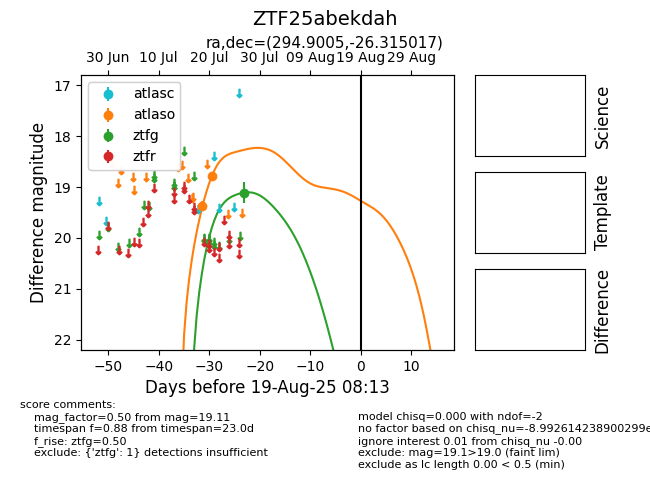 ZTF25abekdah
ra,dec=(294.9005,-26.315017)
30 Jun 10 Jul 20 Jul 30 Jul 09 Aug 19 Aug 29 Aug
17
18
19
20
21
22
Difference magnitude
atlasc
atlaso
ztfg
ztfr
−50 −40 −30 −20 −10 0 10
Days before 19-Aug-25 08:13
Science
Template
Difference
score comments:
mag_factor=0.50 from mag=19.11
timespan f=0.88 from timespan=23.0d
f_rise: ztfg=0.50
exclude: {'ztfg': 1} detections insufficient
model chisq=0.000 with ndof=-2
no factor based on chisq_nu=-8.992614238900299e
ignore interest 0.01 from chisq_nu -0.00
exclude: mag=19.1>19.0 (faint lim)
exclude as lc length 0.00 < 0.5 (min)